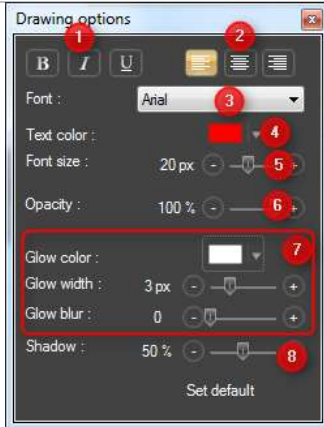 Drawing options
1 2
B I U
Font : Arial 3
Text color : 4
Font size : 20 px - 5 +
Opacity : 100 % - 6 +
7
Glow color :
Glow width : 3 px - +
Glow blur : 0 - +
Shadow : 50 % - 8
Set default